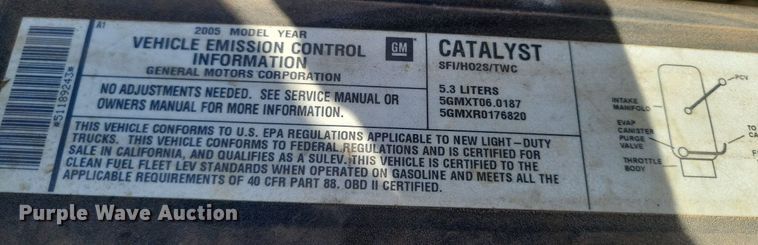 A1
2005 MODEL YEAR
VEHICLE EMISSION CONTROL
INFORMATION
GENERAL MOTORS CORPORATION
GM
CATALYST
SFI/HO2S/TWC
*51189243*
NO ADJUSTMENTS NEEDED. SEE SERVICE MANUAL OR
OWNERS MANUAL FOR MORE INFORMATION.
5.3 LITERS
5GMXT06.0187
5GMXR0176820
THIS VEHICLE CONFORMS TO U.S. EPA REGULATIONS APPLICABLE TO NEW LIGHT-DUTY
TRUCKS. THIS VEHICLE CONFORMS TO FEDERAL REGULATIONS AND IS CERTIFIED FOR
SALE IN CALIFORNIA, AND QUALIFIES AS A SULEV. THIS VEHICLE IS CERTIFIED TO THE
CLEAN FUEL FLEET LEV STANDARDS WHEN OPERATED ON GASOLINE AND MEETS ALL THE
APPLICABLE REQUIREMENTS OF 40 CFR PART 88. OBD II CERTIFIED.
PCV
INTAKE
MANIFOLD
EVAP
CANISTER
PURGE
VALVE
THROTTLE
BODY
TO
Purple Wave Auction